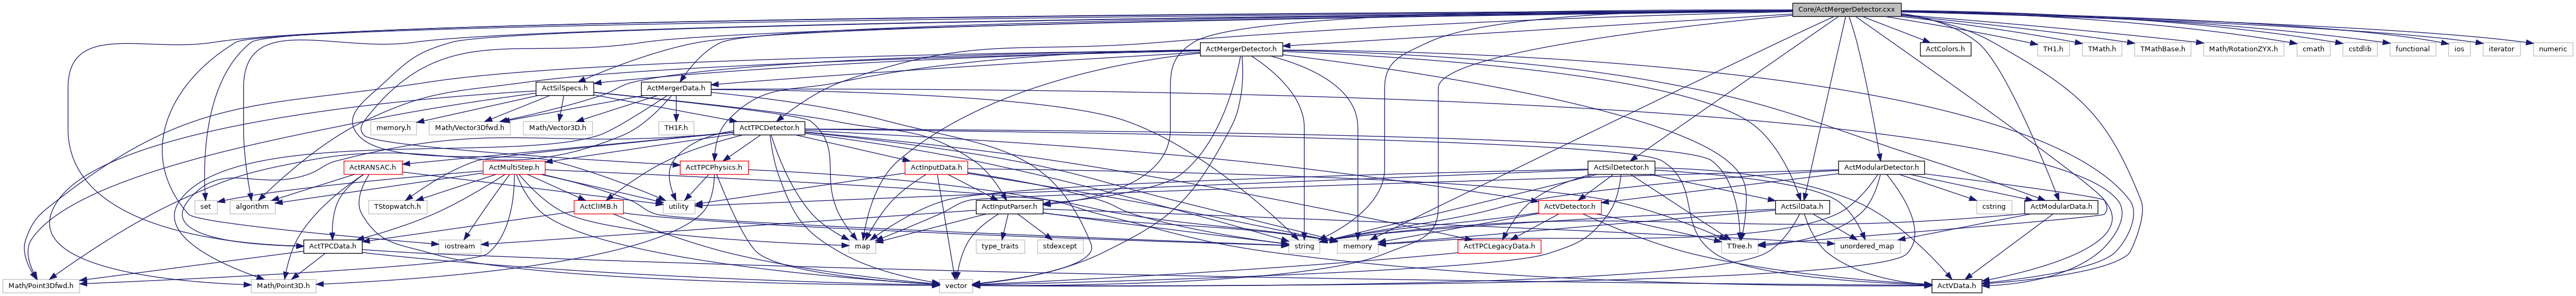 Core/ActMergerDetector.cxx
ActMergerDetector.h
ActColors.h
TH1.h
TMath.h
TMathBase.h
Math/RotationZYX.h
cmath
cstdlib
functional
ios
iterator
numeric
ActSilSpecs.h
ActMergerData.h
memory.h
Math/Vector3Dfwd.h
Math/Vector3D.h
TH1F.h
ActTPCDetector.h
ActRANSAC.h
ActMultiStep.h
ActTPCPhysics.h
ActInputData.h
ActSilDetector.h
ActModularDetector.h
set
algorithm
TStopwatch.h
utility
ActCliMB.h
ActInputParser.h
ActVDetector.h
ActSilData.h
cstring
ActModularData.h
ActTPCData.h
iostream
map
type_traits
stdexcept
string
memory
ActTPCLegacyData.h
TTree.h
unordered_map
Math/Point3Dfwd.h
Math/Point3D.h
vector
ActVData.h